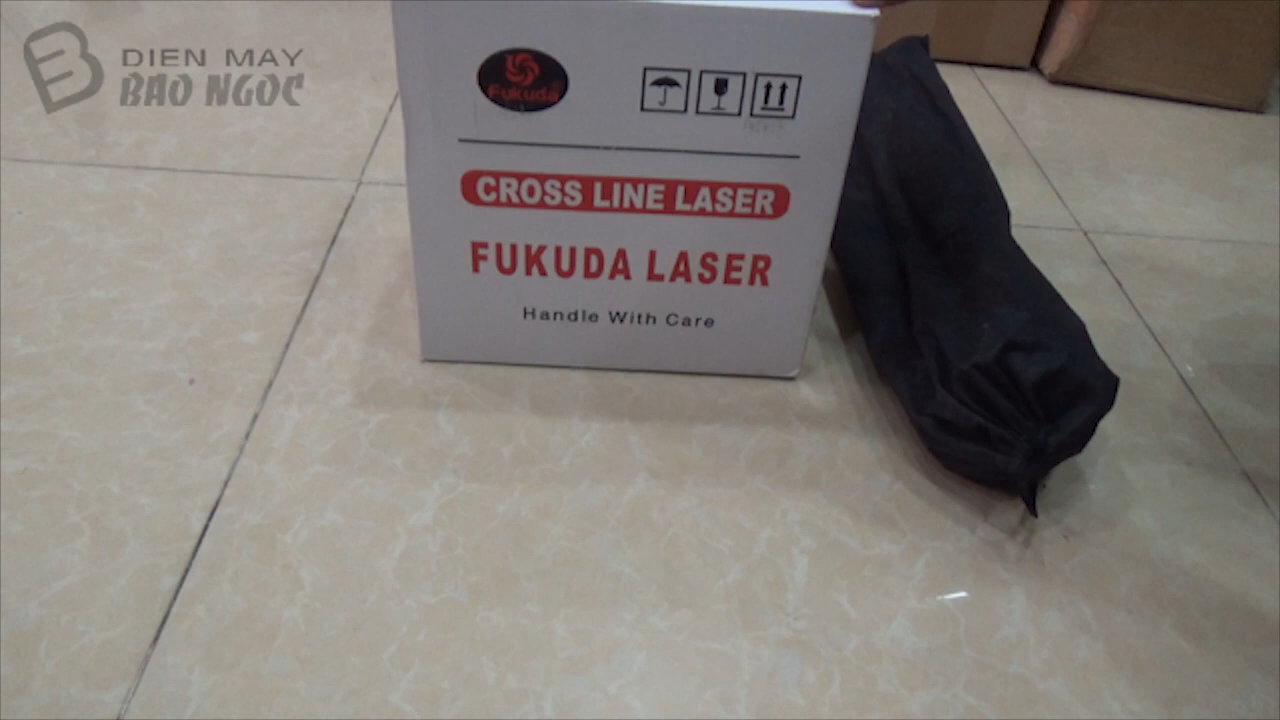 DIEN MAY
BAO NGOC
Fukuda
CROSS LINE LASER
FUKUDA LASER
Handle With Care